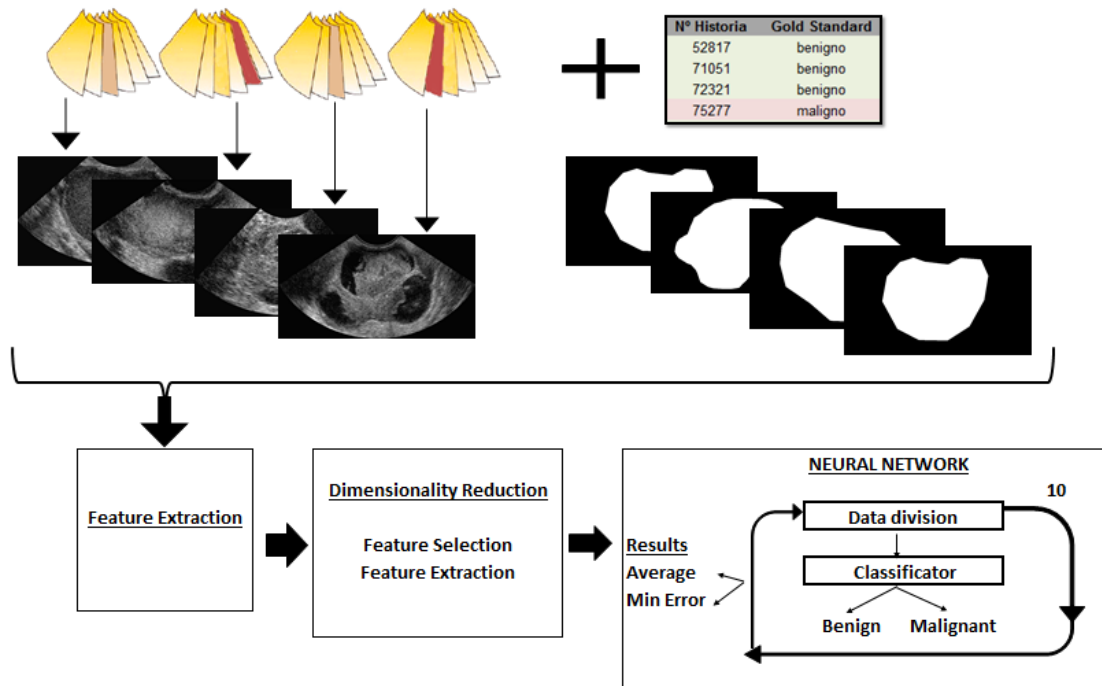 Nº Historia Gold Standard
52817 benigno
71051 benigno
72321 benigno
75277 maligno
Feature Extraction
Dimensionality Reduction
Feature Selection
Feature Extraction
NEURAL NETWORK
10
Data division
Results
Average
Min Error
Classificator
Benign Malignant